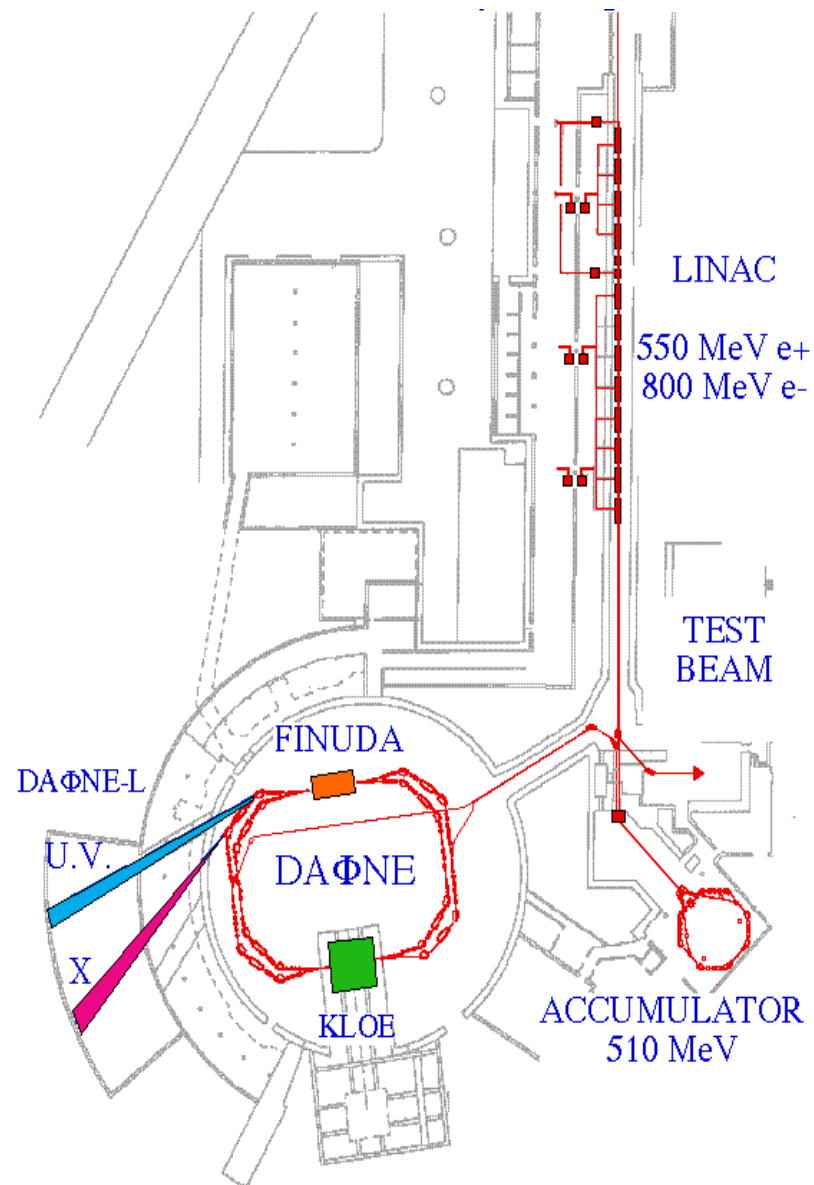 LINAC
550 MeV e+
800 MeV e-
TEST
BEAM
FINUDA
DAΦNE-L
U.V.
DAΦNE
X
KLOE
ACCUMULATOR
510 MeV